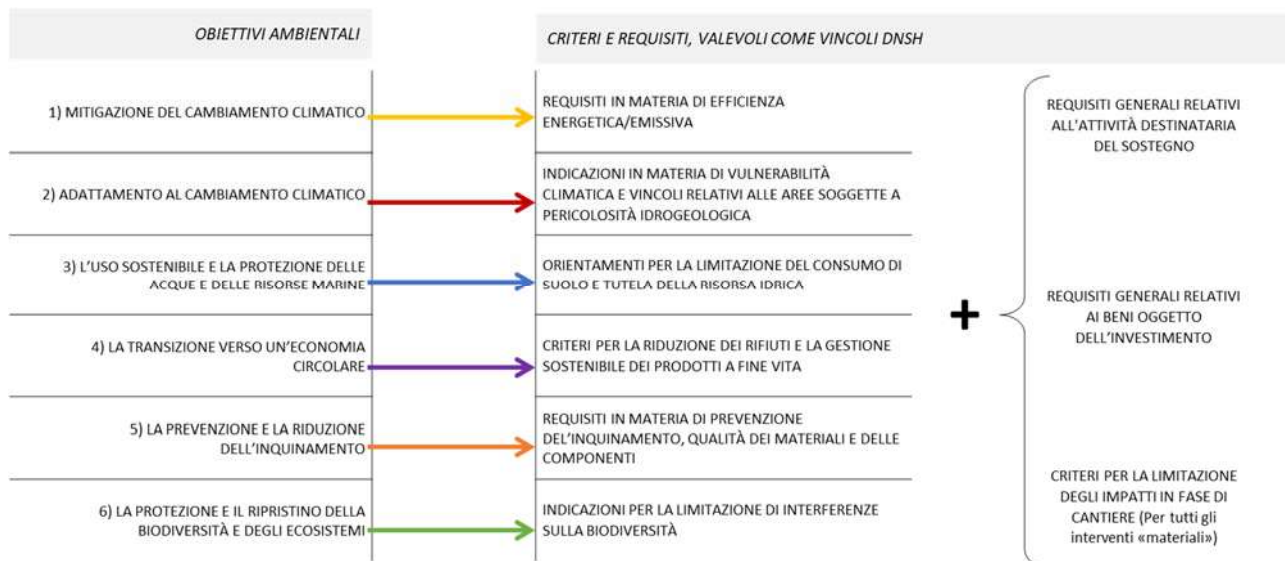 OBIETTIVI AMBIENTALI
CRITERI E REQUISITI, VALEVOLI COME VINCOLI DNSH
1) MITIGAZIONE DEL CAMBIAMENTO CLIMATICO
REQUISITI IN MATERIA DI EFFICIENZA
ENERGETICA/EMISSIVA
2) ADATTAMENTO AL CAMBIAMENTO CLIMATICO
INDICAZIONI IN MATERIA DI VULNERABILITÀ
CLIMATICA E VINCOLI RELATIVI ALLE AREE SOGGETTE A
PERICOLOSITÀ IDROGEOLOGICA
3) L'USO SOSTENIBILE E LA PROTEZIONE DELLE
ACQUE E DELLE RISORSE MARINE
ORIENTAMENTI PER LA LIMITAZIONE DEL CONSUMO DI
SUOLO E TUTELA DELLA RISORSA IDRICA
4) LA TRANSIZIONE VERSO UN'ECONOMIA
CIRCOLARE
CRITERI PER LA RIDUZIONE DEI RIFIUTI E LA GESTIONE
SOSTENIBILE DEI PRODOTTI A FINE VITA
5) LA PREVENZIONE E LA RIDUZIONE
DELL'INQUINAMENTO
REQUISITI IN MATERIA DI PREVENZIONE
DEL'INQUINAMENTO, QUALITÀ DEI MATERIALI E DELLE
COMPONENTI
6) LA PROTEZIONE E IL RIPRISTINO DELLA
BIODIVERSITÀ E DEGLI ECOSISTEMI
INDICAZIONI PER LA LIMITAZIONE DI INTERFERENZE
SULLA BIODIVERSITÀ
+
REQUISITI GENERALI RELATIVI
ALL'ATTIVITÀ DESTINATARIA
DEL SOSTEGNO
REQUISITI GENERALI RELATIVI
AI BENI OGGETTO
DELL'INVESTIMENTO
CRITERI PER LA LIMITAZIONE
DEGLI IMPATTI IN FASE DI
CANTIERE (Per tutti gli
interventi «materiali»)